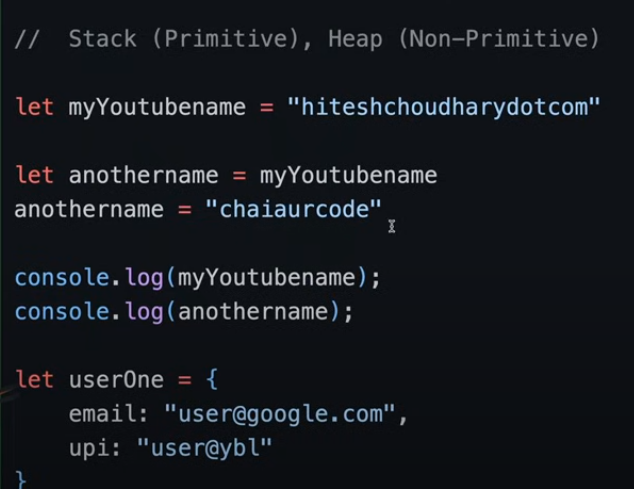 //  Stack (Primitive), Heap (Non-Primitive)
let myYoutubename = "hiteshchoudharydotcom"
let anothername = myYoutubename
anothername = "chaiaurcode"
console.log(myYoutubename);
console.log(anothername);
let userOne = {
    email: "user@google.com",
    upi: "user@ybl"
}